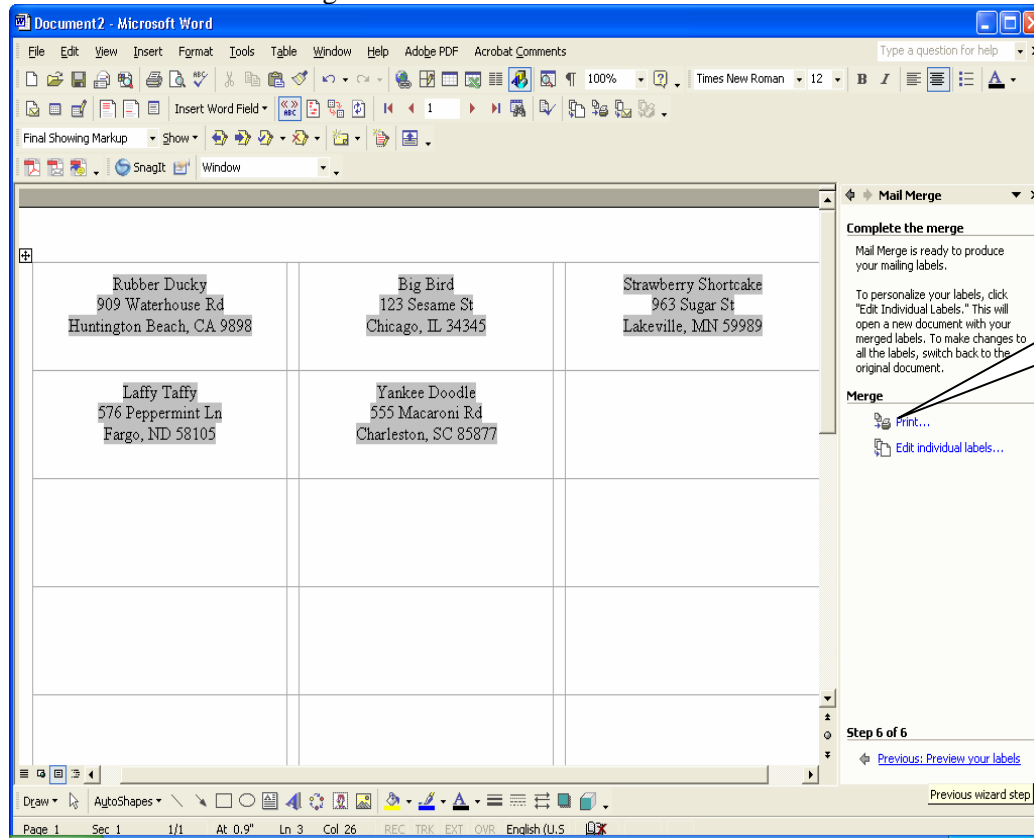 Document2 - Microsoft Word
File Edit View Insert Format Tools Table Window Help Adobe PDF Acrobat Comments Type a question for help
100% Times New Roman 12 B I A
Insert Word Field ABC 1
Final Showing Markup Show
SnagIt Window
Mail Merge
Complete the merge
Mail Merge is ready to produce
your mailing labels.
To personalize your labels, click
"Edit Individual Labels." This will
open a new document with your
merged labels. To make changes to
all the labels, switch back to the
original document.
Merge
Print...
Edit individual labels...
Rubber Ducky
909 Waterhouse Rd
Huntington Beach, CA 9898
Big Bird
123 Sesame St
Chicago, IL 34345
Strawberry Shortcake
963 Sugar St
Lakeville, MN 59989
Laffy Taffy
576 Peppermint Ln
Fargo, ND 58105
Yankee Doodle
555 Macaroni Rd
Charleston, SC 85877
Step 6 of 6
Previous: Preview your labels
Previous wizard step
Draw AutoShapes A
Page 1 Sec 1 1/1 At 0.9" Ln 3 Col 26 REC TRK EXT OVR English (U.S